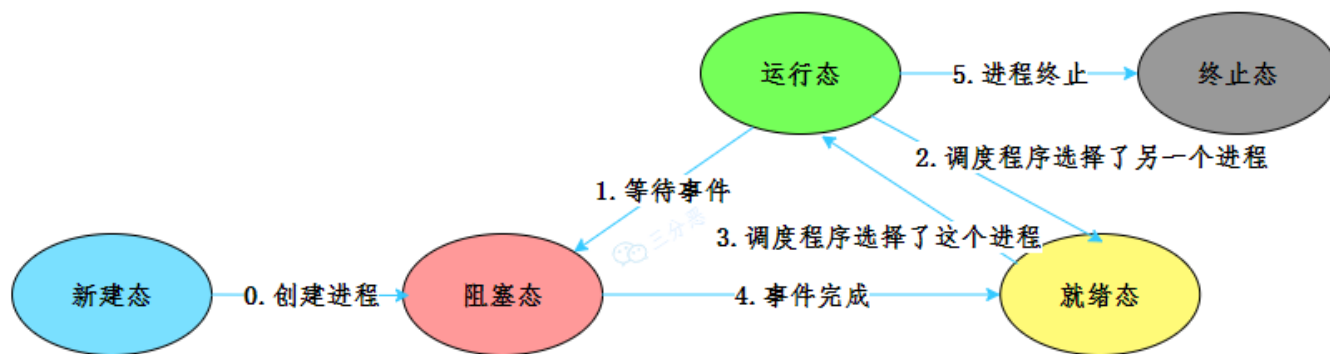 运行态
5.进程终止
终止态
2.调度程序选择了另一个进程
1.等待事件
三分恶
3.调度程序选择了这个进程
新建态
0.创建进程
阻塞态
4.事件完成
就绪态